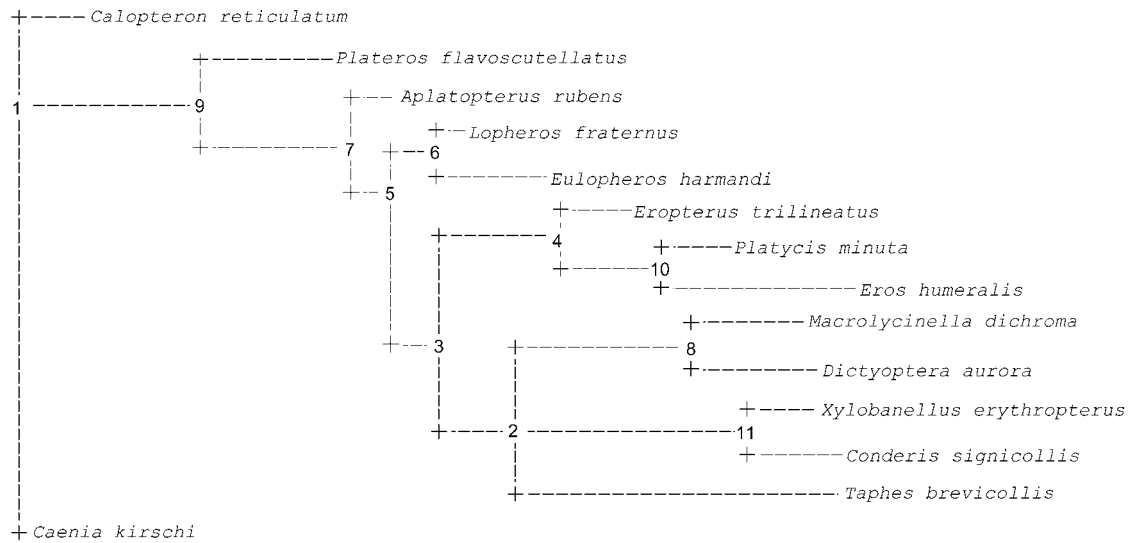 Calopteron reticulatum
Plateros flavoscutellatus
Aplatopterus rubens
1
9
Lopheros fraternus
7
6
Eulopheros harmandi
5
Eropterus trilineatus
4
Platycis minuta
10
Eros humeralis
Macrolycinella dichroma
3
8
Dictyoptera aurora
Xylobanellus erythropterus
2
11
Conderis signicollis
Taphes brevicollis
Caenia kirschi